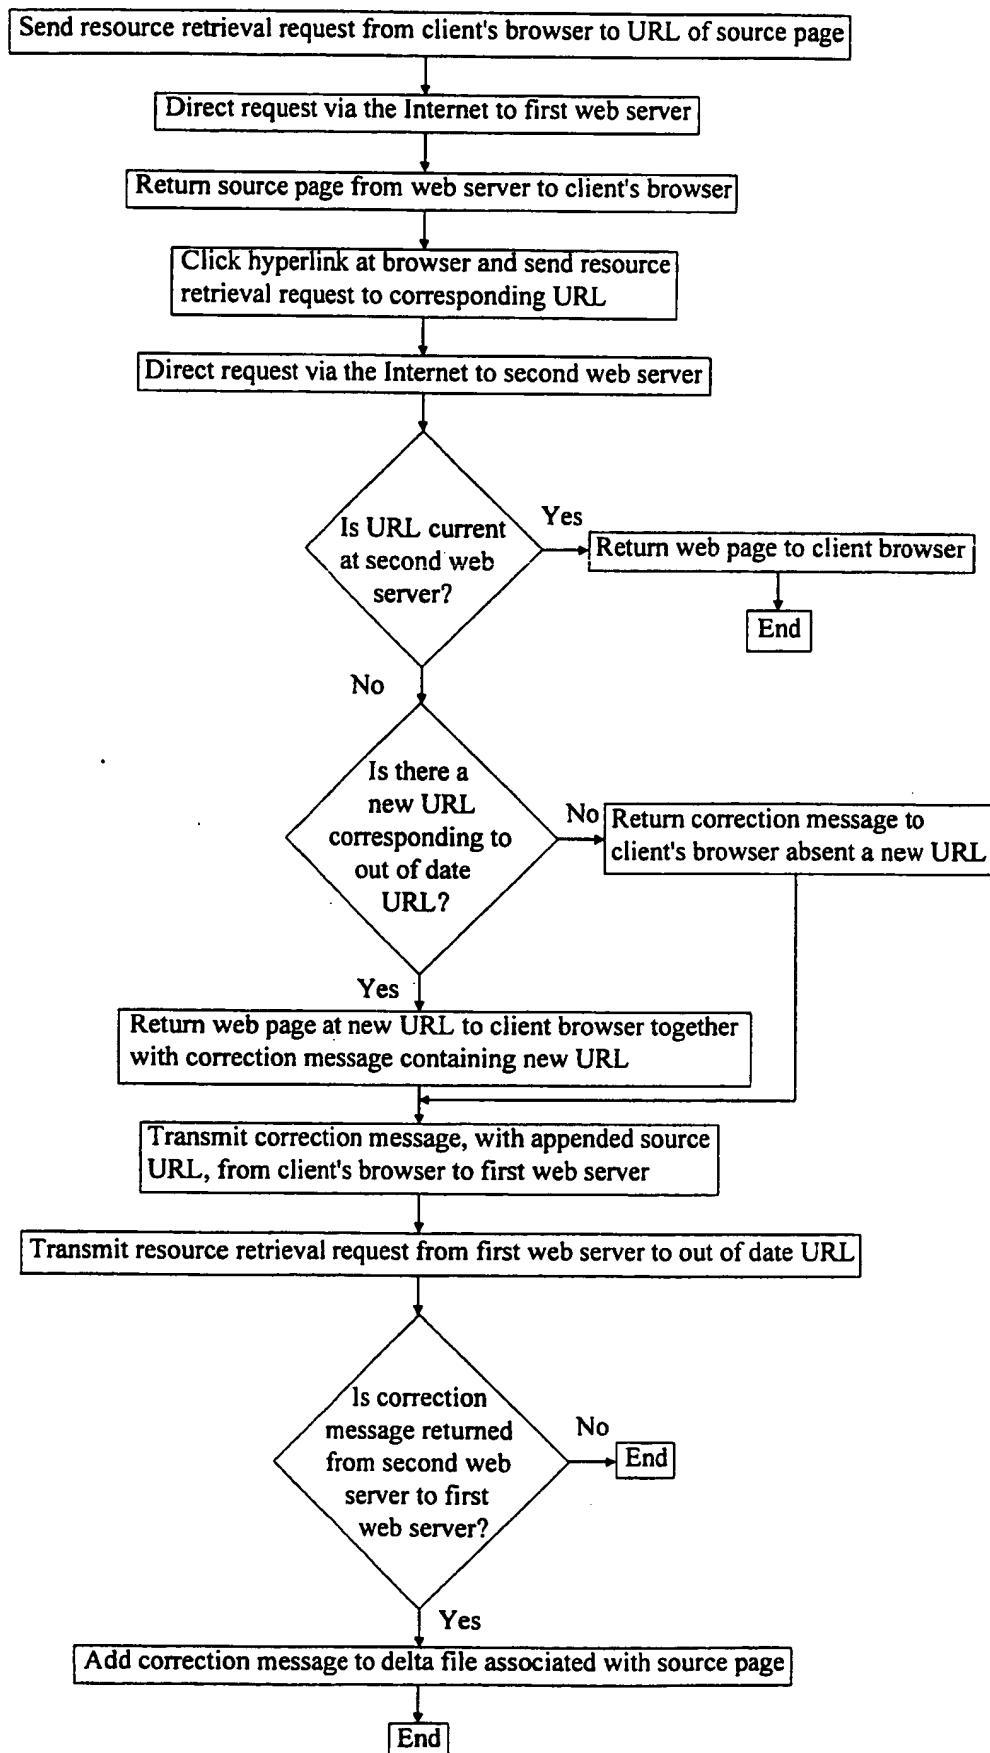 Send resource retrieval request from client's browser to URL of source page
Direct request via the Internet to first web server
Return source page from web server to client's browser
Click hyperlink at browser and send resource
retrieval request to corresponding URL
Direct request via the Internet to second web server
Is URL current
at second web
server?
Yes
Return web page to client browser
End
No
Is there a
new URL
corresponding to
out of date
URL?
No
Return correction message to
client's browser absent a new URL
Yes
Return web page at new URL to client browser together
with correction message containing new URL
Transmit correction message, with appended source
URL, from client's browser to first web server
Transmit resource retrieval request from first web server to out of date URL
Is correction
message returned
from second web
server to first
web server?
No
End
Yes
Add correction message to delta file associated with source page
End